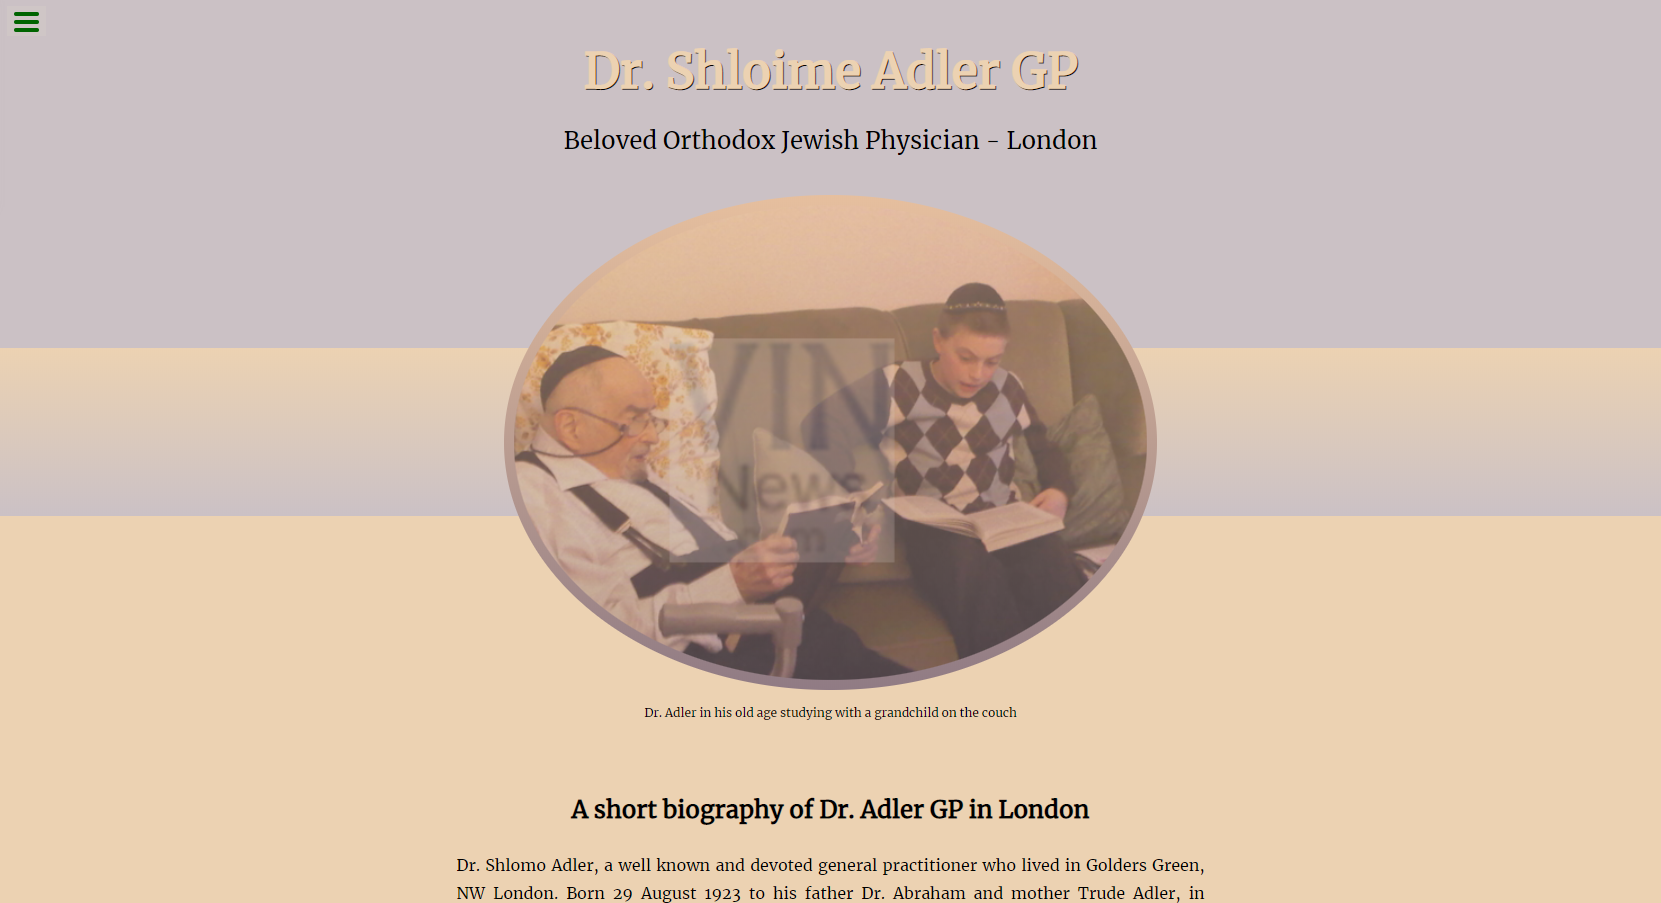 Dr. Shloime Adler GP
Beloved Orthodox Jewish Physician - London
VIN
News
.com
Dr. Adler in his old age studying with a grandchild on the couch
A short biography of Dr. Adler GP in London
Dr. Shlomo Adler, a well known and devoted general practitioner who lived in Golders Green,
NW London. Born 29 August 1923 to his father Dr. Abraham and mother Trude Adler, in